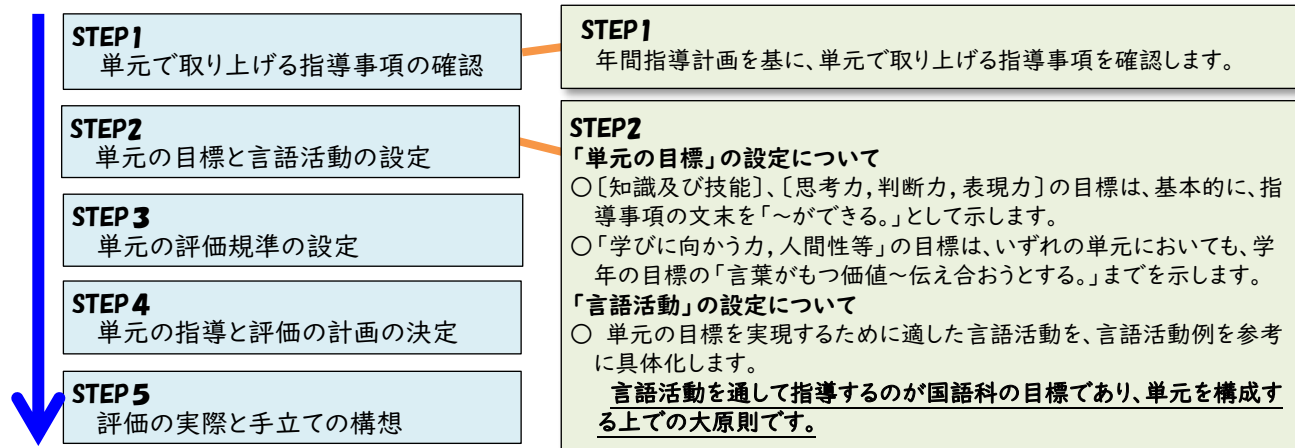 STEP1
単元で取り上げる指導事項の確認
STEP2
単元の目標と言語活動の設定
STEP3
単元の評価規準の設定
STEP4
単元の指導と評価の計画の決定
STEP5
評価の実際と手立ての構想
STEP1
年間指導計画を基に、単元で取り上げる指導事項を確認します。
STEP2
「単元の目標」の設定について
○〔知識及び技能〕、〔思考力,判断力,表現力〕の目標は、基本的に、指
導事項の文末を「～ができる。」として示します。
○「学びに向かう力,人間性等」の目標は、いずれの単元においても、学
年の目標の「言葉がもつ価値～伝え合おうとする。」までを示します。
「言語活動」の設定について
○ 単元の目標を実現するために適した言語活動を、言語活動例を参考
に具体化します。
言語活動を通して指導するのが国語科の目標であり、単元を構成す
る上での大原則です。